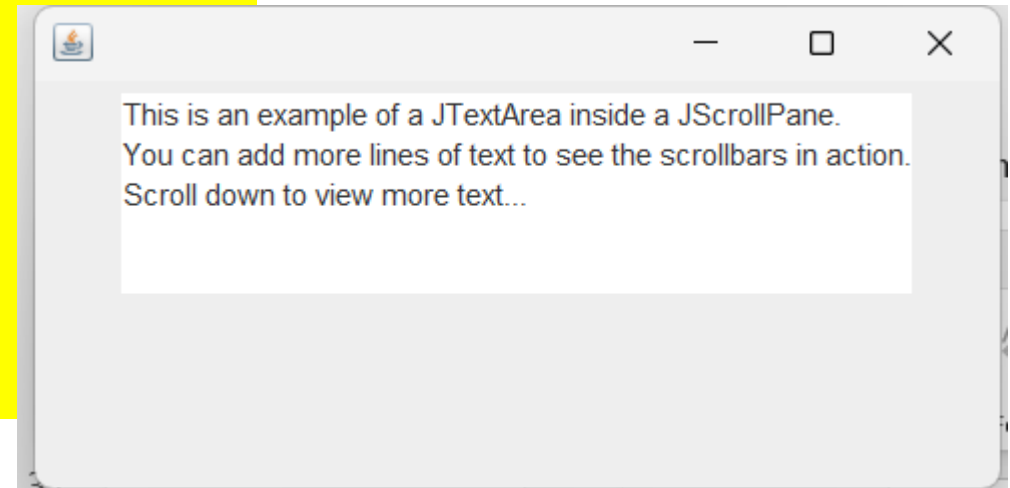 This is an example of a JTextArea inside a JScrollPane.
You can add more lines of text to see the scrollbars in action.
Scroll down to view more text...